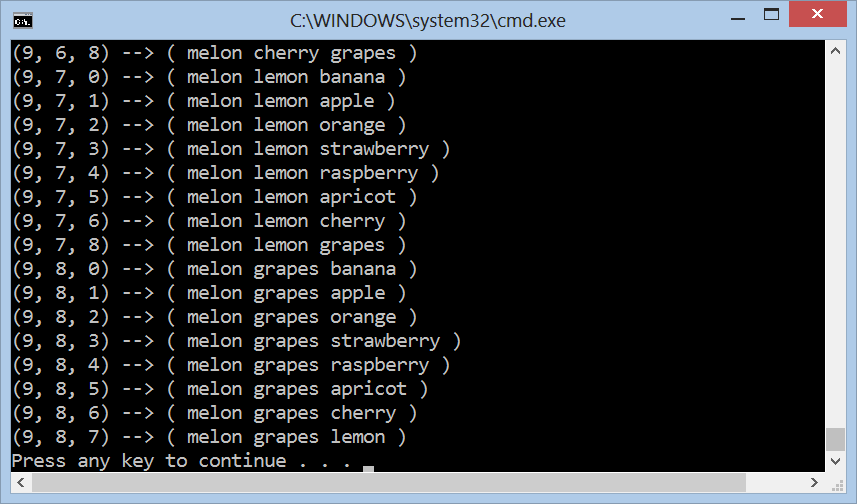 C:\WINDOWS\system32\cmd.exe
(9, 6, 8) --> ( melon cherry grapes )
(9, 7, 0) --> ( melon lemon banana )
(9, 7, 1) --> ( melon lemon apple )
(9, 7, 2) --> ( melon lemon orange )
(9, 7, 3) --> ( melon lemon strawberry )
(9, 7, 4) --> ( melon lemon raspberry )
(9, 7, 5) --> ( melon lemon apricot )
(9, 7, 6) --> ( melon lemon cherry )
(9, 7, 8) --> ( melon lemon grapes )
(9, 8, 0) --> ( melon grapes banana )
(9, 8, 1) --> ( melon grapes apple )
(9, 8, 2) --> ( melon grapes orange )
(9, 8, 3) --> ( melon grapes strawberry )
(9, 8, 4) --> ( melon grapes raspberry )
(9, 8, 5) --> ( melon grapes apricot )
(9, 8, 6) --> ( melon grapes cherry )
(9, 8, 7) --> ( melon grapes lemon )
Press any key to continue . . .